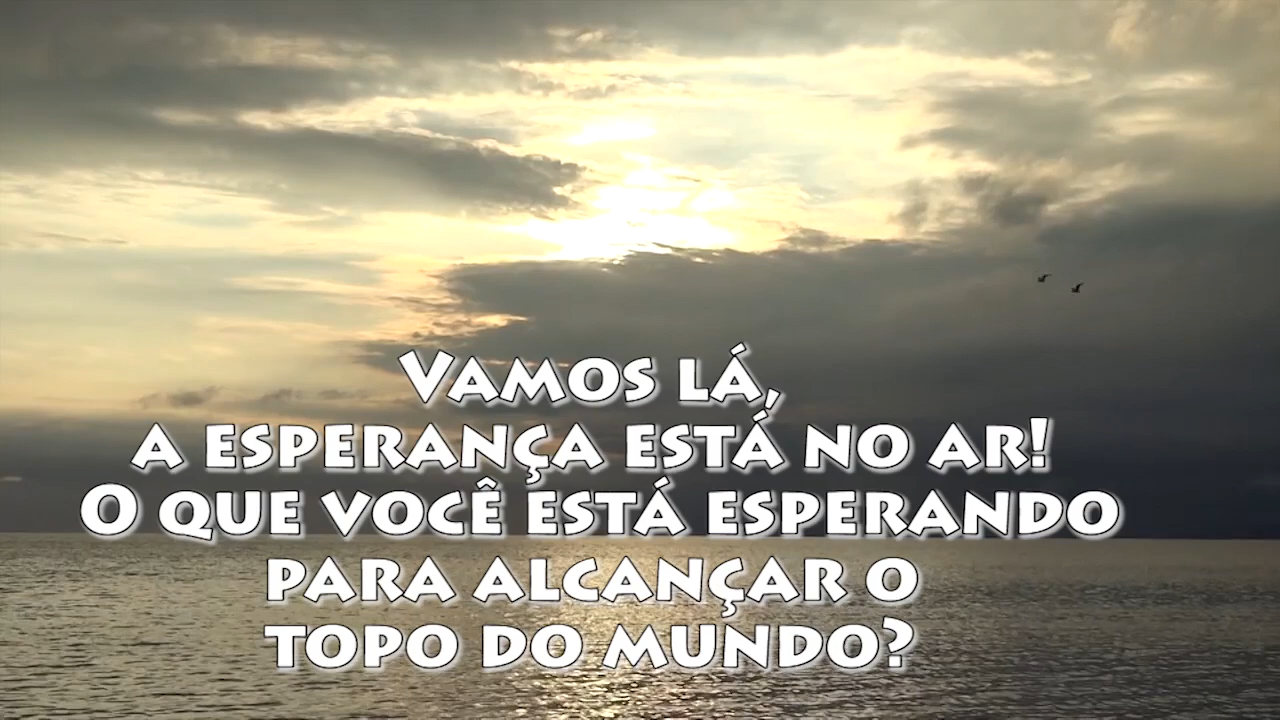 Vamos lá,
a esperança está no ar!
O que você está esperando
para alcançar o
topo do mundo?